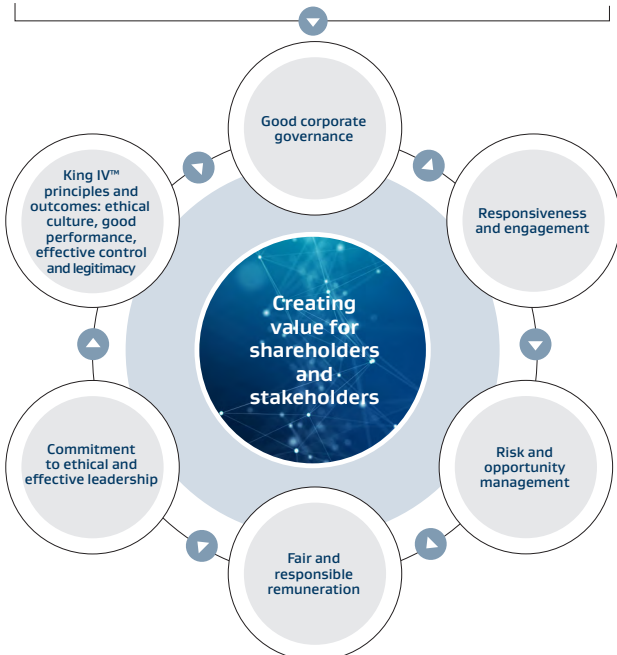 Good corporate
governance
King IV™
principles and
outcomes: ethical
culture, good
performance,
effective control
and legitimacy
Responsiveness
and engagement
Creating
value for
shareholders
and
stakeholders
Commitment
to ethical and
effective leadership
Risk and
opportunity
management
Fair and
responsible
remuneration